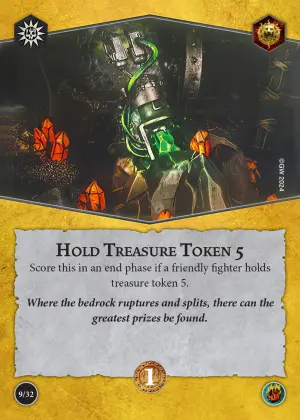 ©GW 2024
HOLD TREASURE TOKEN 5
Score this in an end phase if a friendly fighter holds
treasure token 5.
Where the bedrock ruptures and splits, there can the
greatest prizes be found.
1
9/32